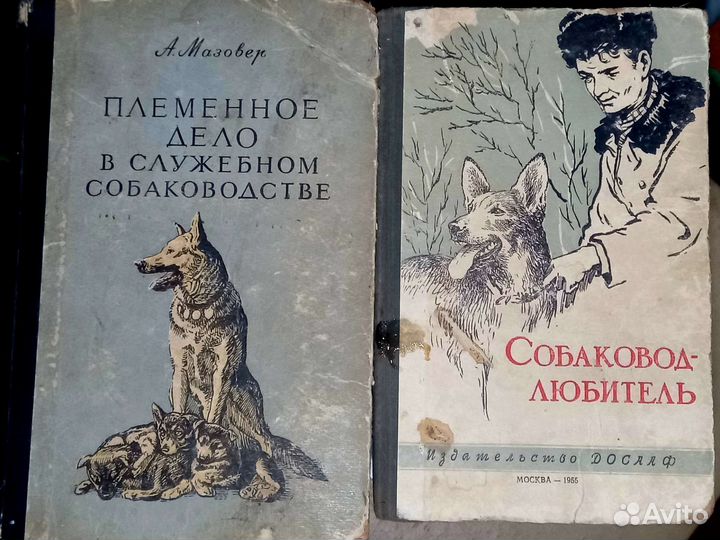 А. Мазовер
ПЛЕМЕННОЕ
ДЕЛО
В СЛУЖЕБНОМ
СОБАКОВОДСТВЕ
СОБАКОВОД-
ЛЮБИТЕЛЬ
Издательство ДОСААФ
МОСКВА — 1955
Avito